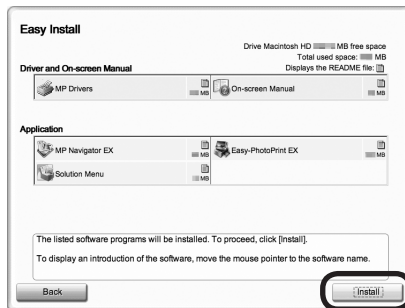 Easy Install
Drive Macintosh HD MB free space
Total used space: MB
Driver and On-screen Manual Displays the README file:
MP Drivers MB On-screen Manual MB
Application
MP Navigator EX MB Easy-PhotoPrint EX MB
Solution Menu MB
The listed software programs will be installed. To proceed, click [Install].
To display an introduction of the software, move the mouse pointer to the software name.
Back Install